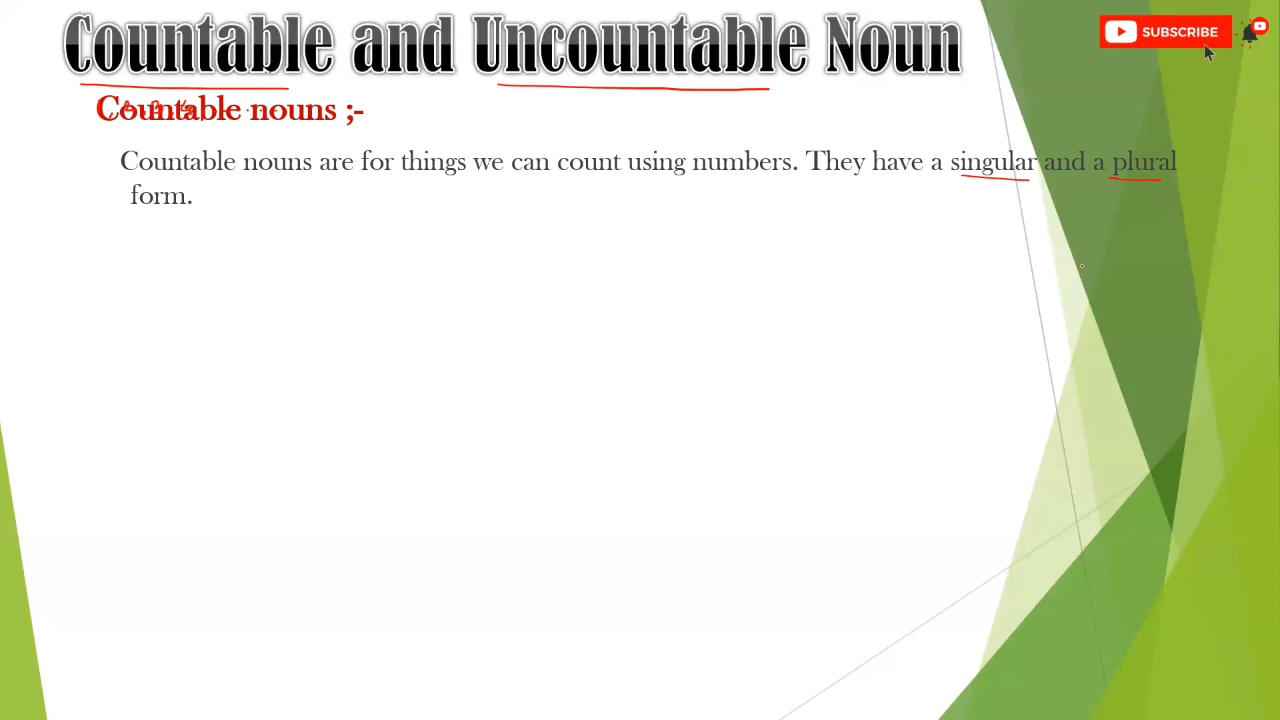 Countable and Uncountable Noun
SUBSCRIBE
Countable nouns ;-
Countable nouns are for things we can count using numbers. They have a singular and a plural
form.